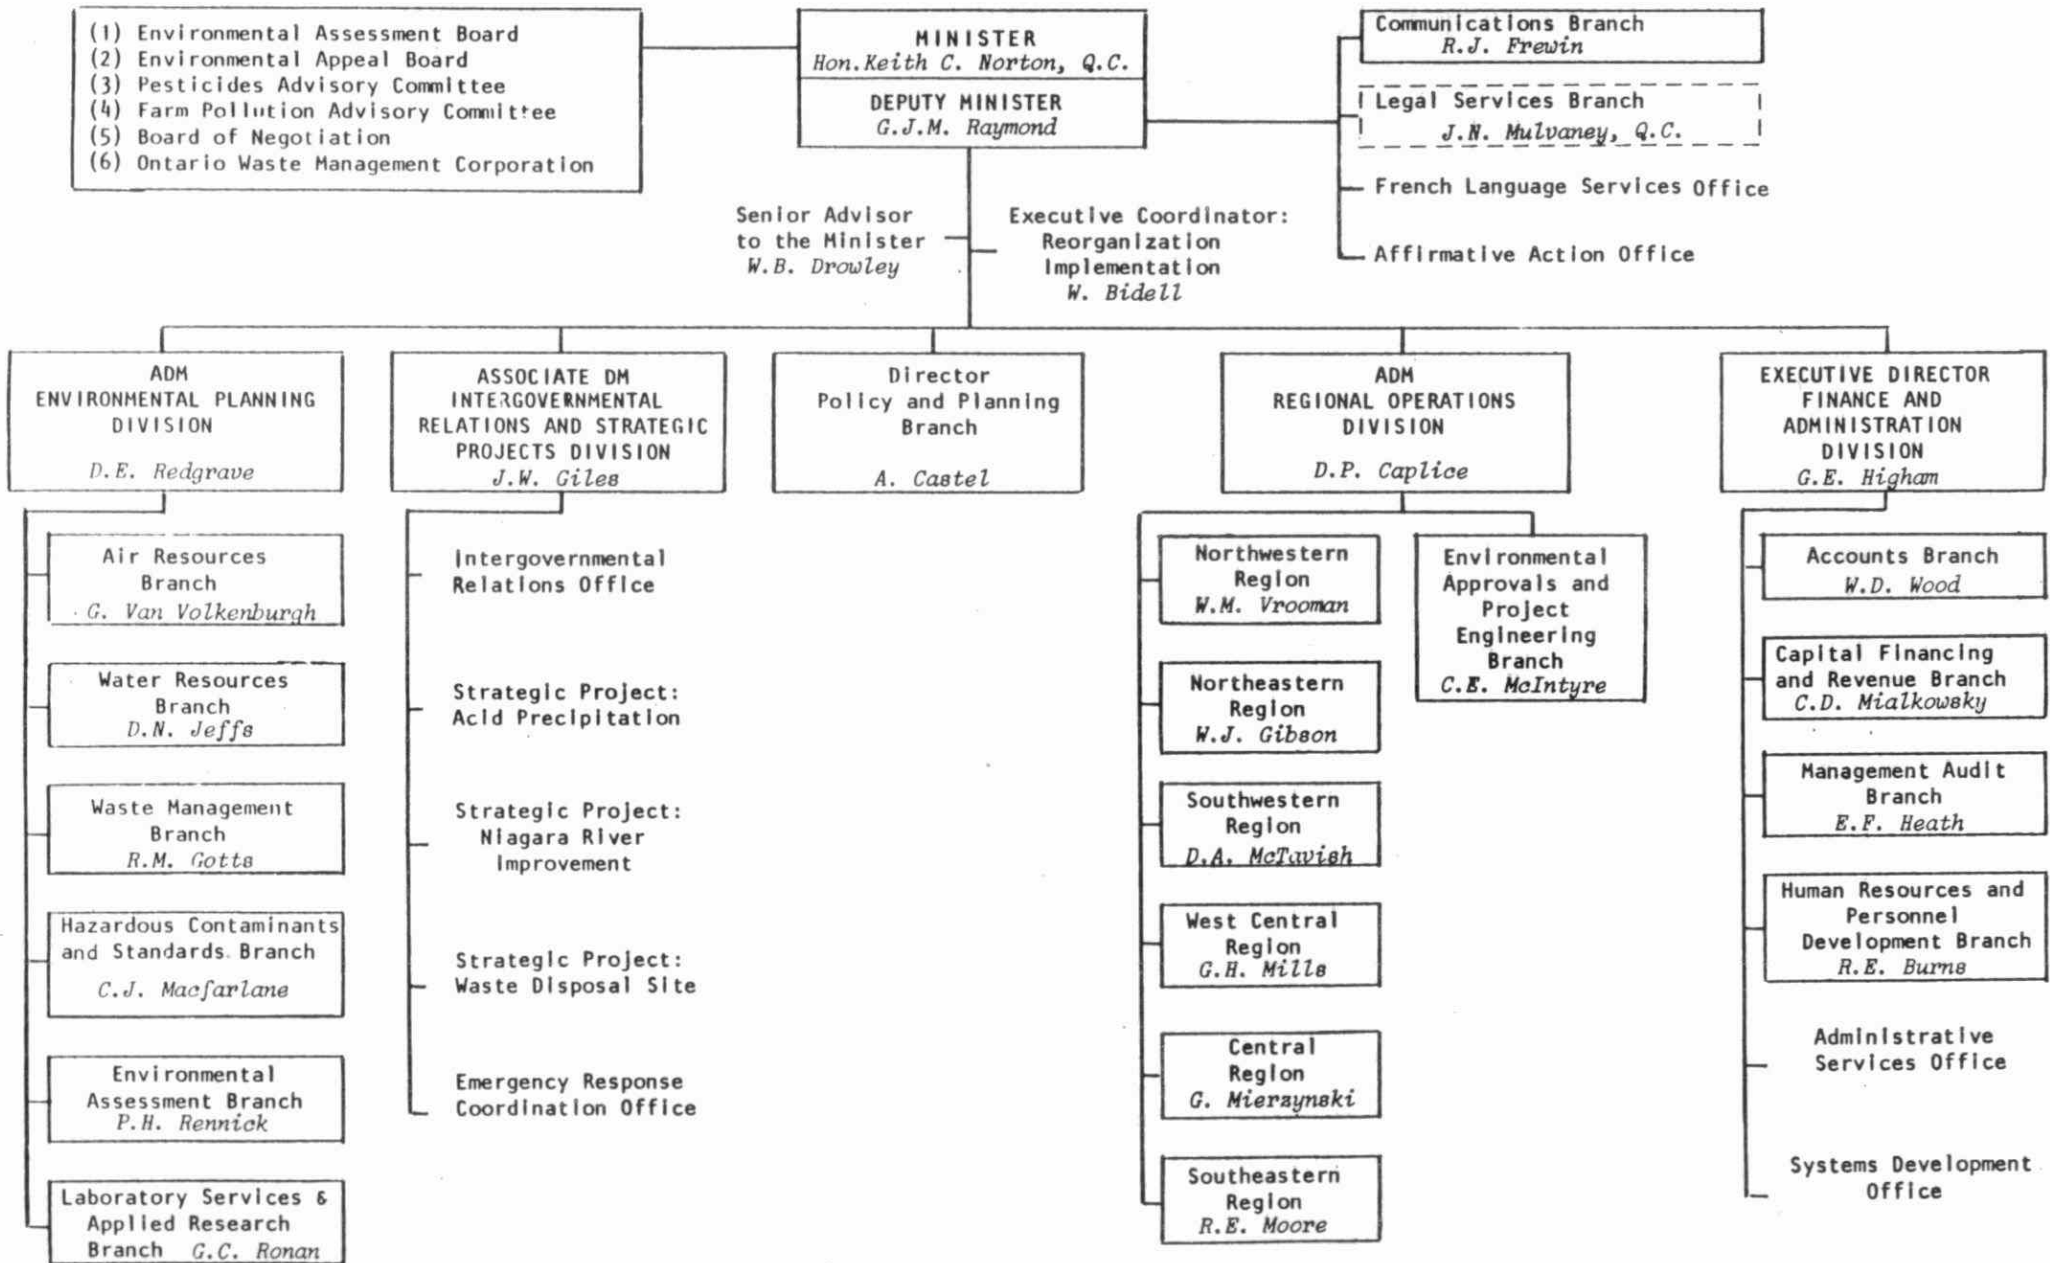 (1) Environmental Assessment Board
(2) Environmental Appeal Board
(3) Pesticides Advisory Committee
(4) Farm Pollution Advisory Committee
(5) Board of Negotiation
(6) Ontario Waste Management Corporation
MINISTER
Hon.Keith C. Norton, Q.C.
DEPUTY MINISTER
G.J.M. Raymond
Communications Branch
R.J. Frewin
Legal Services Branch
J.N. Mulvaney, Q.C.
French Language Services Office
Affirmative Action Office
Senior Advisor
to the Minister
W.B. Drowley
Executive Coordinator:
Reorganization
Implementation
W. Bidell
ADM
ENVIRONMENTAL PLANNING
DIVISION
D.E. Redgrave
Air Resources
Branch
G. Van Volkenburgh
Water Resources
Branch
D.N. Jeffs
Waste Management
Branch
R.M. Gotts
Hazardous Contaminants
and Standards Branch
C.J. Macfarlane
Environmental
Assessment Branch
P.H. Rennick
Laboratory Services &
Applied Research
Branch G.C. Ronan
ASSOCIATE DM
INTERGOVERNMENTAL
RELATIONS AND STRATEGIC
PROJECTS DIVISION
J.W. Giles
Intergovernmental
Relations Office
Strategic Project:
Acid Precipitation
Strategic Project:
Niagara River
Improvement
Strategic Project:
Waste Disposal Site
Emergency Response
Coordination Office
Director
Policy and Planning
Branch
A. Castel
ADM
REGIONAL OPERATIONS
DIVISION
D.P. Caplice
Northwestern
Region
W.M. Vrooman
Northeastern
Region
W.J. Gibson
Southwestern
Region
D.A. McTavish
West Central
Region
G.H. Mills
Central
Region
G. Mierzynski
Southeastern
Region
R.E. Moore
Environmental
Approvals and
Project
Engineering
Branch
C.E. McIntyre
EXECUTIVE DIRECTOR
FINANCE AND
ADMINISTRATION
DIVISION
G.E. Higham
Accounts Branch
W.D. Wood
Capital Financing
and Revenue Branch
C.D. Mialkowsky
Management Audit
Branch
E.F. Heath
Human Resources and
Personnel
Development Branch
R.E. Burns
Administrative
Services Office
Systems Development
Office